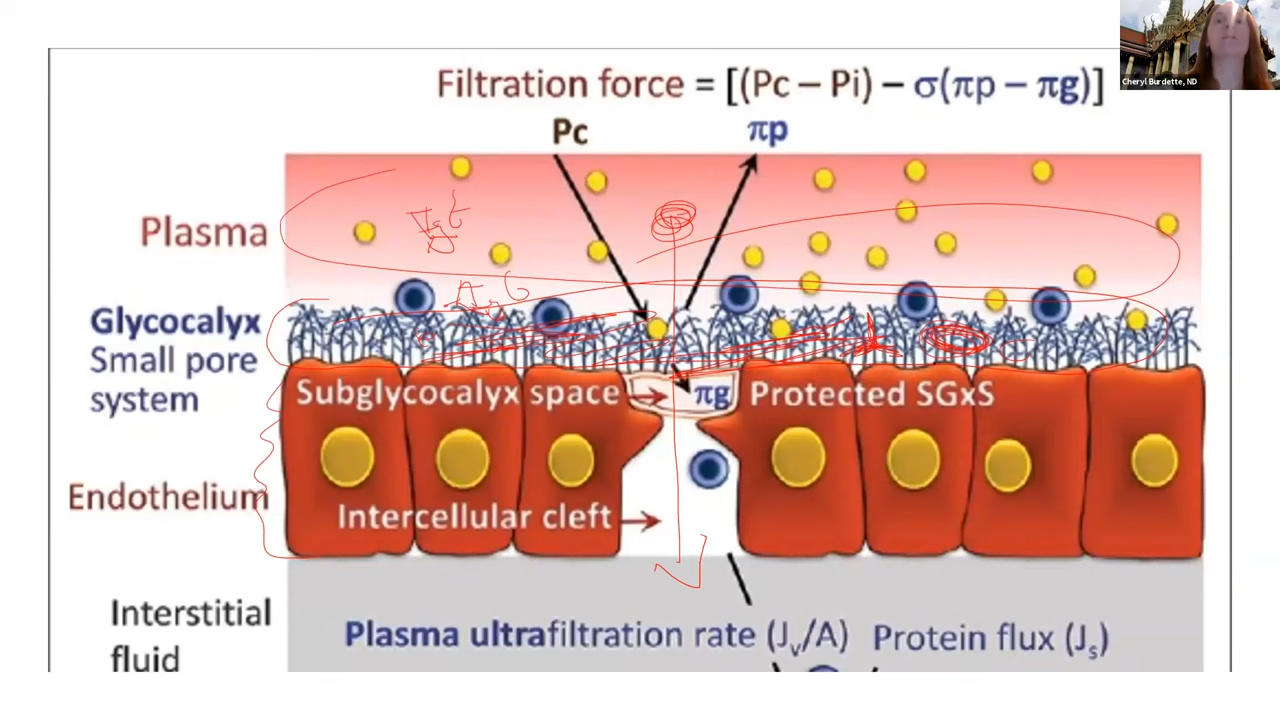 Cheryl Burdette, ND
Filtration force = [(Pc – Pi) – σ(πp – πg)]
Pc πp
Plasma
Glycocalyx
Small pore
system
Subglycocalyx space πg Protected SGxS
Endothelium
Intercellular cleft
Interstitial
fluid
Plasma ultrafiltration rate (Jv/A) Protein flux (Js)